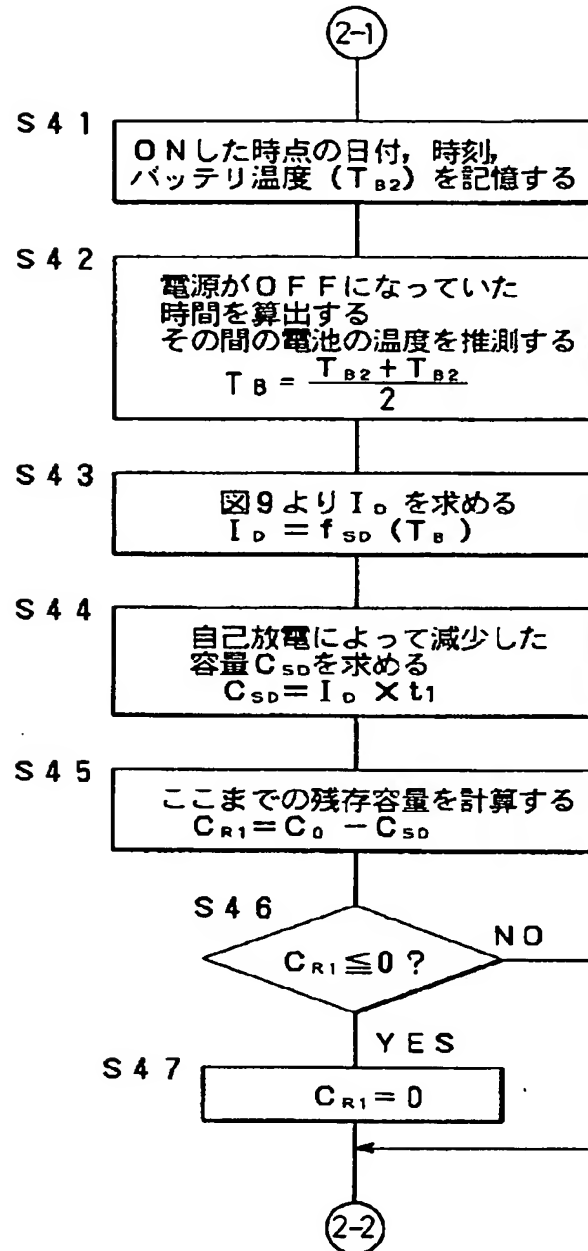 2-1
S41
ONした時点の日付,時刻,
バッテリ温度(TB2)を記憶する
S42
電源がOFFになっていた
時間を算出する
その間の電池の温度を推測する
TB = (TB2 + TB2) / 2
S43
図9よりIDを求める
ID = fSD (TB)
S44
自己放電によって減少した
容量CSDを求める
CSD = ID × t1
S45
ここまでの残存容量を計算する
CR1 = C0 − CSD
S46
CR1 ≦ 0 ?
NO
YES
S47
CR1 = 0
2-2